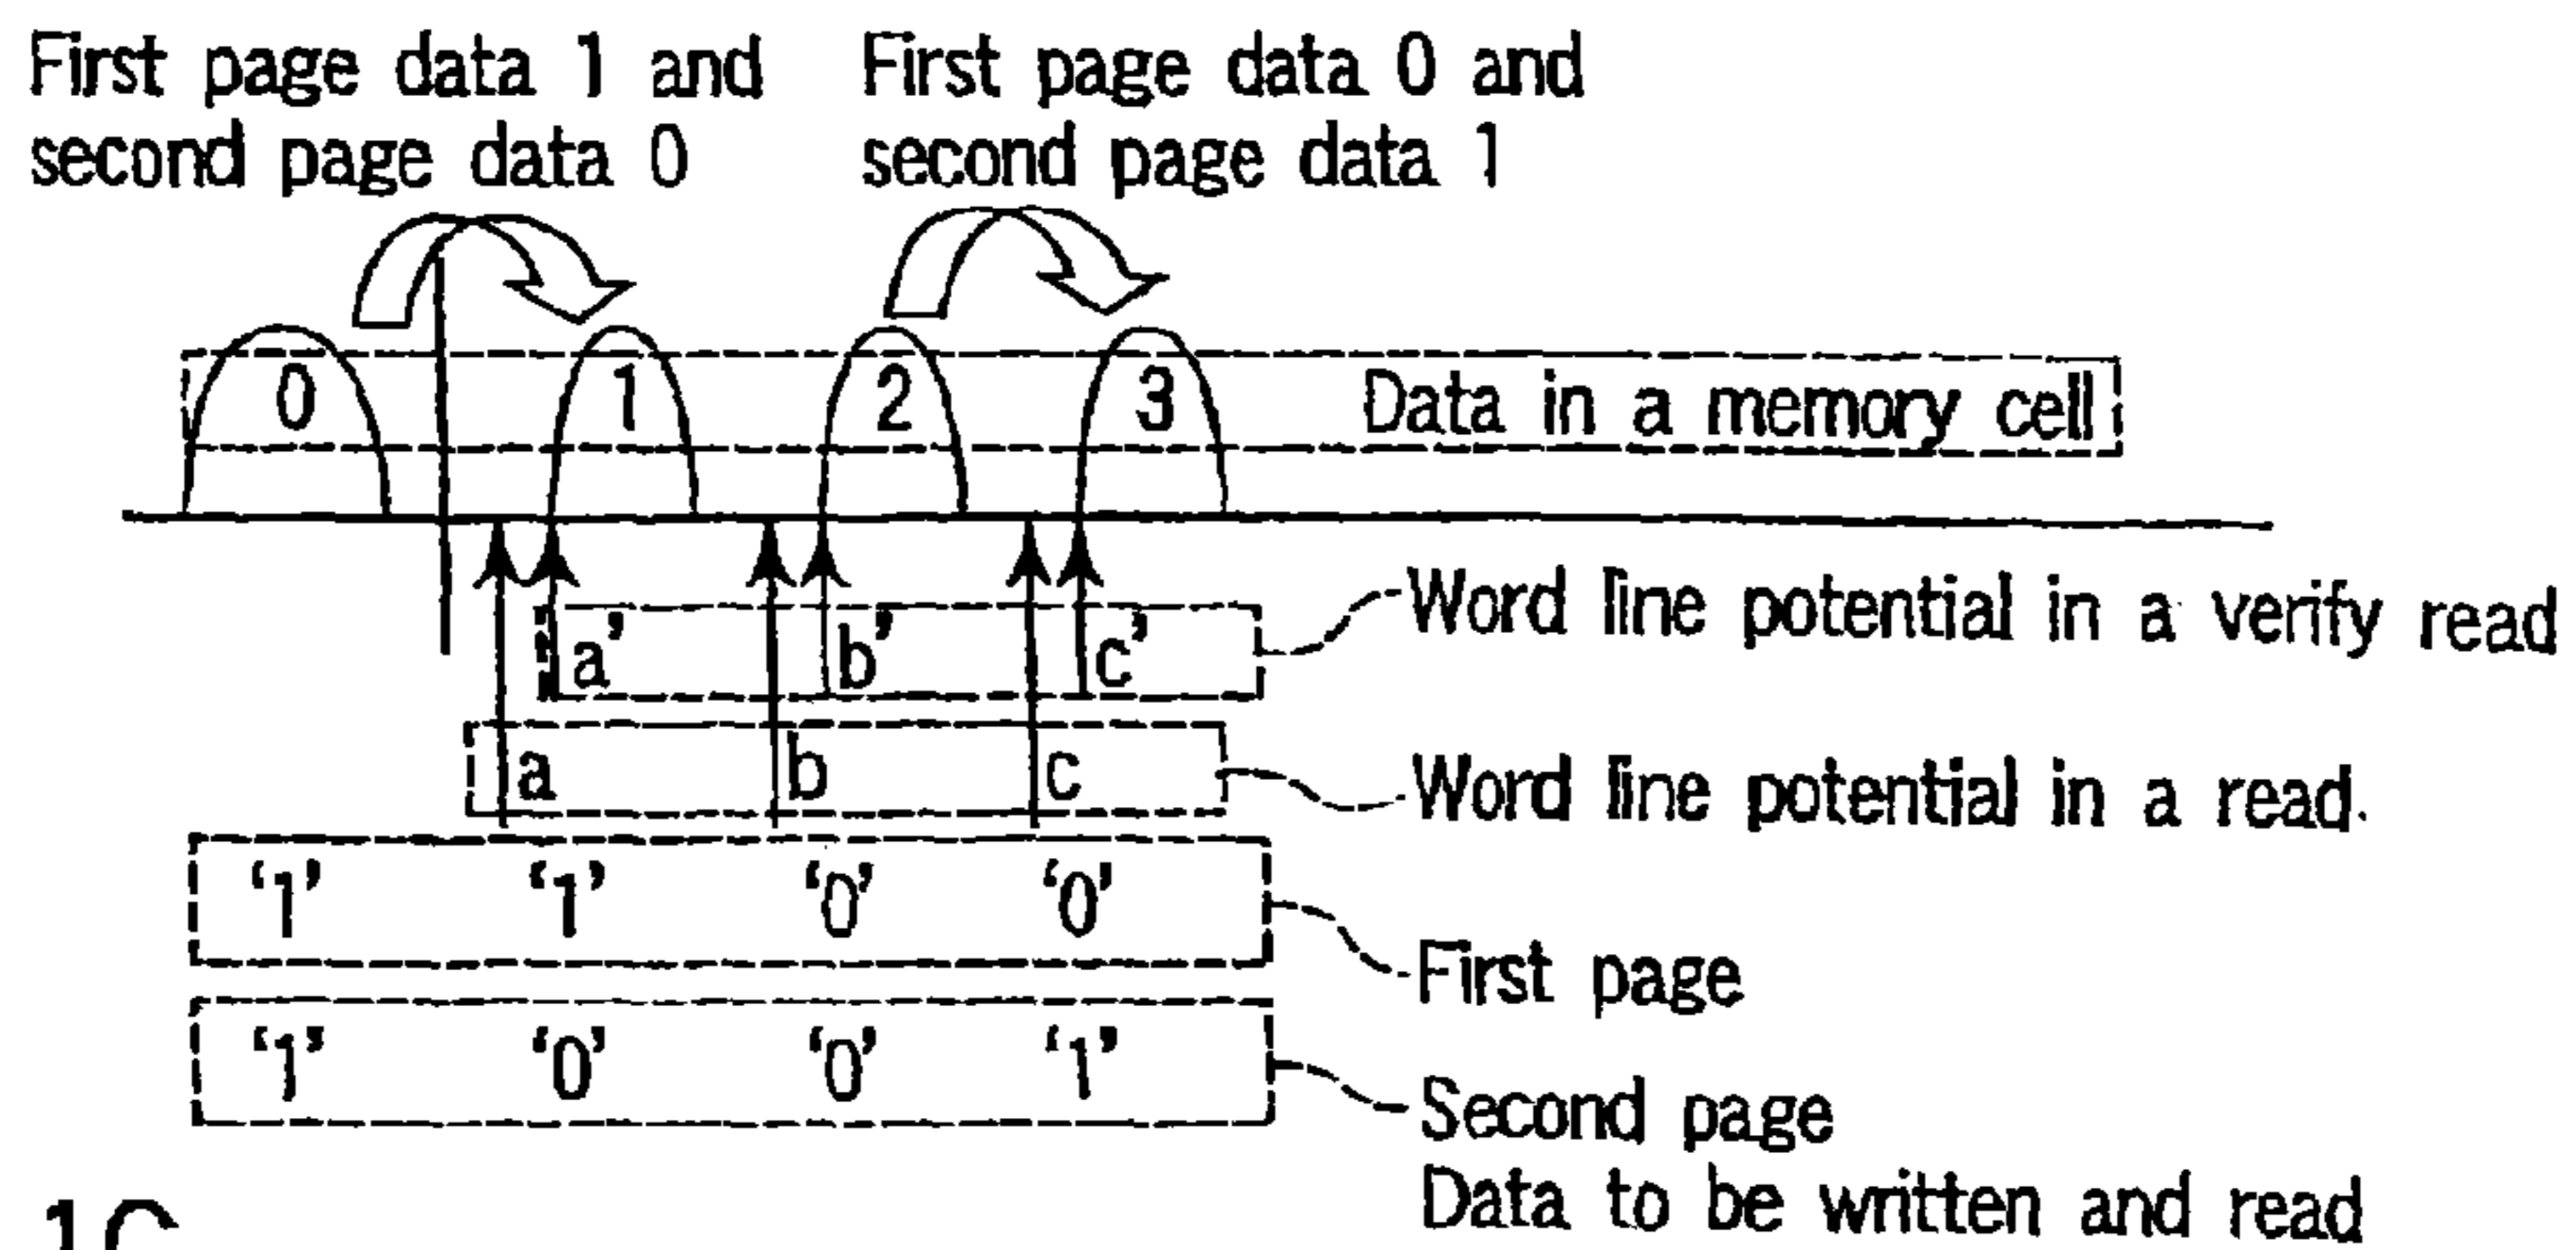 First page data 1 and
second page data 0
First page data 0 and
second page data 1
0 1 2 3 Data in a memory cell
a' b' c' Word line potential in a verify read
a b c Word line potential in a read.
‘1’ ‘1’ ‘0’ ‘0’
First page
‘1’ ‘0’ ‘0’ ‘1’
Second page
Data to be written and read